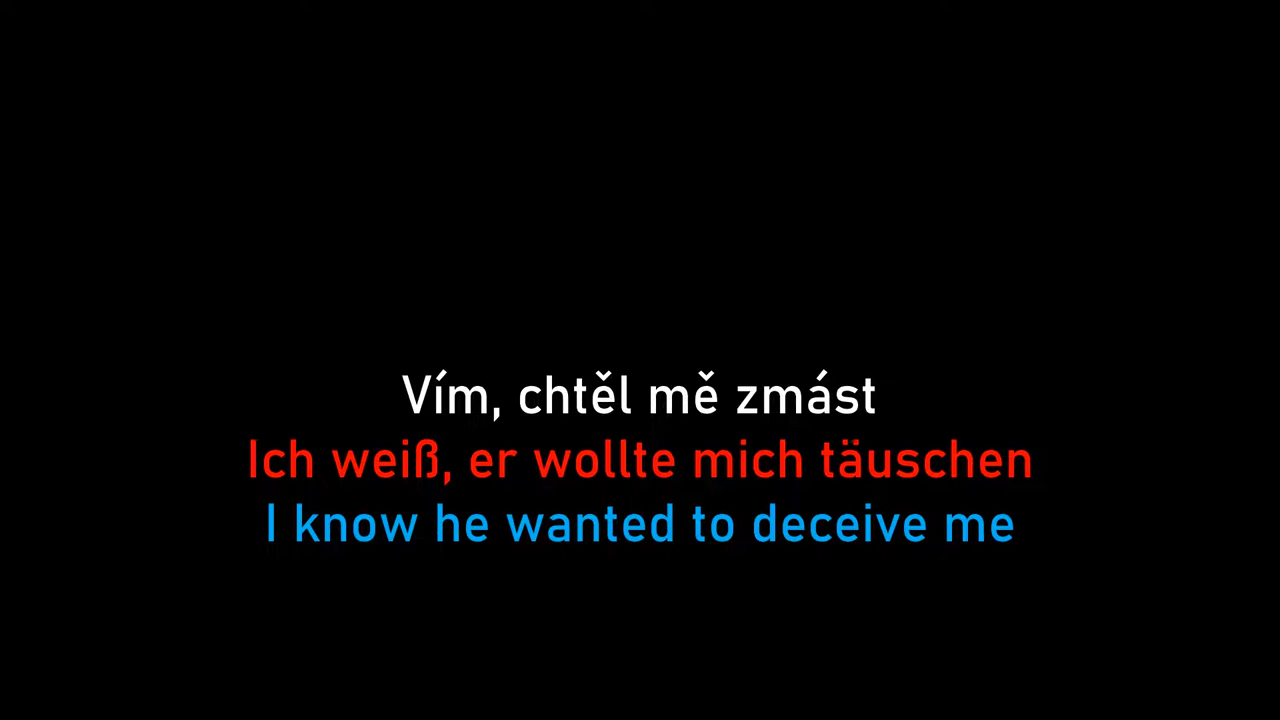 Vím, chtěl mě zmást
Ich weiß, er wollte mich täuschen
I know he wanted to deceive me